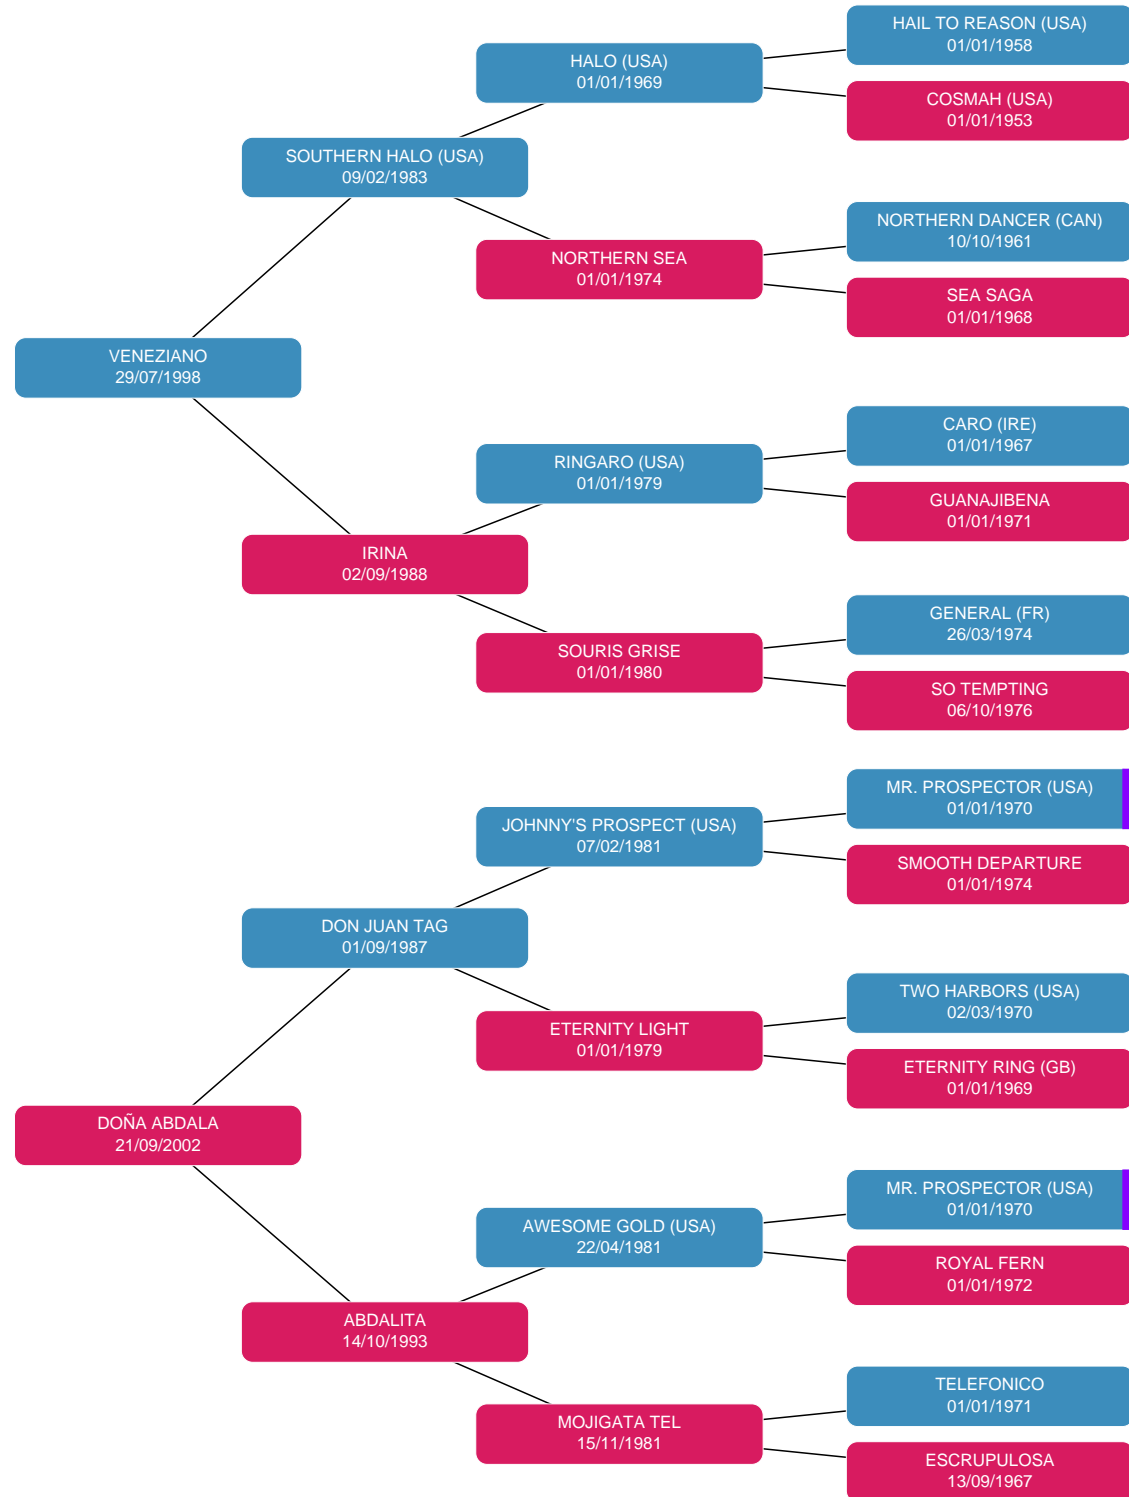 HAIL TO REASON (USA)
01/01/1958
HALO (USA)
01/01/1969
COSMAH (USA)
01/01/1953
SOUTHERN HALO (USA)
09/02/1983
NORTHERN DANCER (CAN)
10/10/1961
NORTHERN SEA
01/01/1974
SEA SAGA
01/01/1968
VENEZIANO
29/07/1998
CARO (IRE)
01/01/1967
RINGARO (USA)
01/01/1979
GUANAJIBENA
01/01/1971
IRINA
02/09/1988
GENERAL (FR)
26/03/1974
SOURIS GRISE
01/01/1980
SO TEMPTING
06/10/1976
MR. PROSPECTOR (USA)
01/01/1970
JOHNNY'S PROSPECT (USA)
07/02/1981
SMOOTH DEPARTURE
01/01/1974
DON JUAN TAG
01/09/1987
TWO HARBORS (USA)
02/03/1970
ETERNITY LIGHT
01/01/1979
ETERNITY RING (GB)
01/01/1969
DOÑA ABDALA
21/09/2002
MR. PROSPECTOR (USA)
01/01/1970
AWESOME GOLD (USA)
22/04/1981
ROYAL FERN
01/01/1972
ABDALITA
14/10/1993
TELEFONICO
01/01/1971
MOJIGATA TEL
15/11/1981
ESCRUPULOSA
13/09/1967